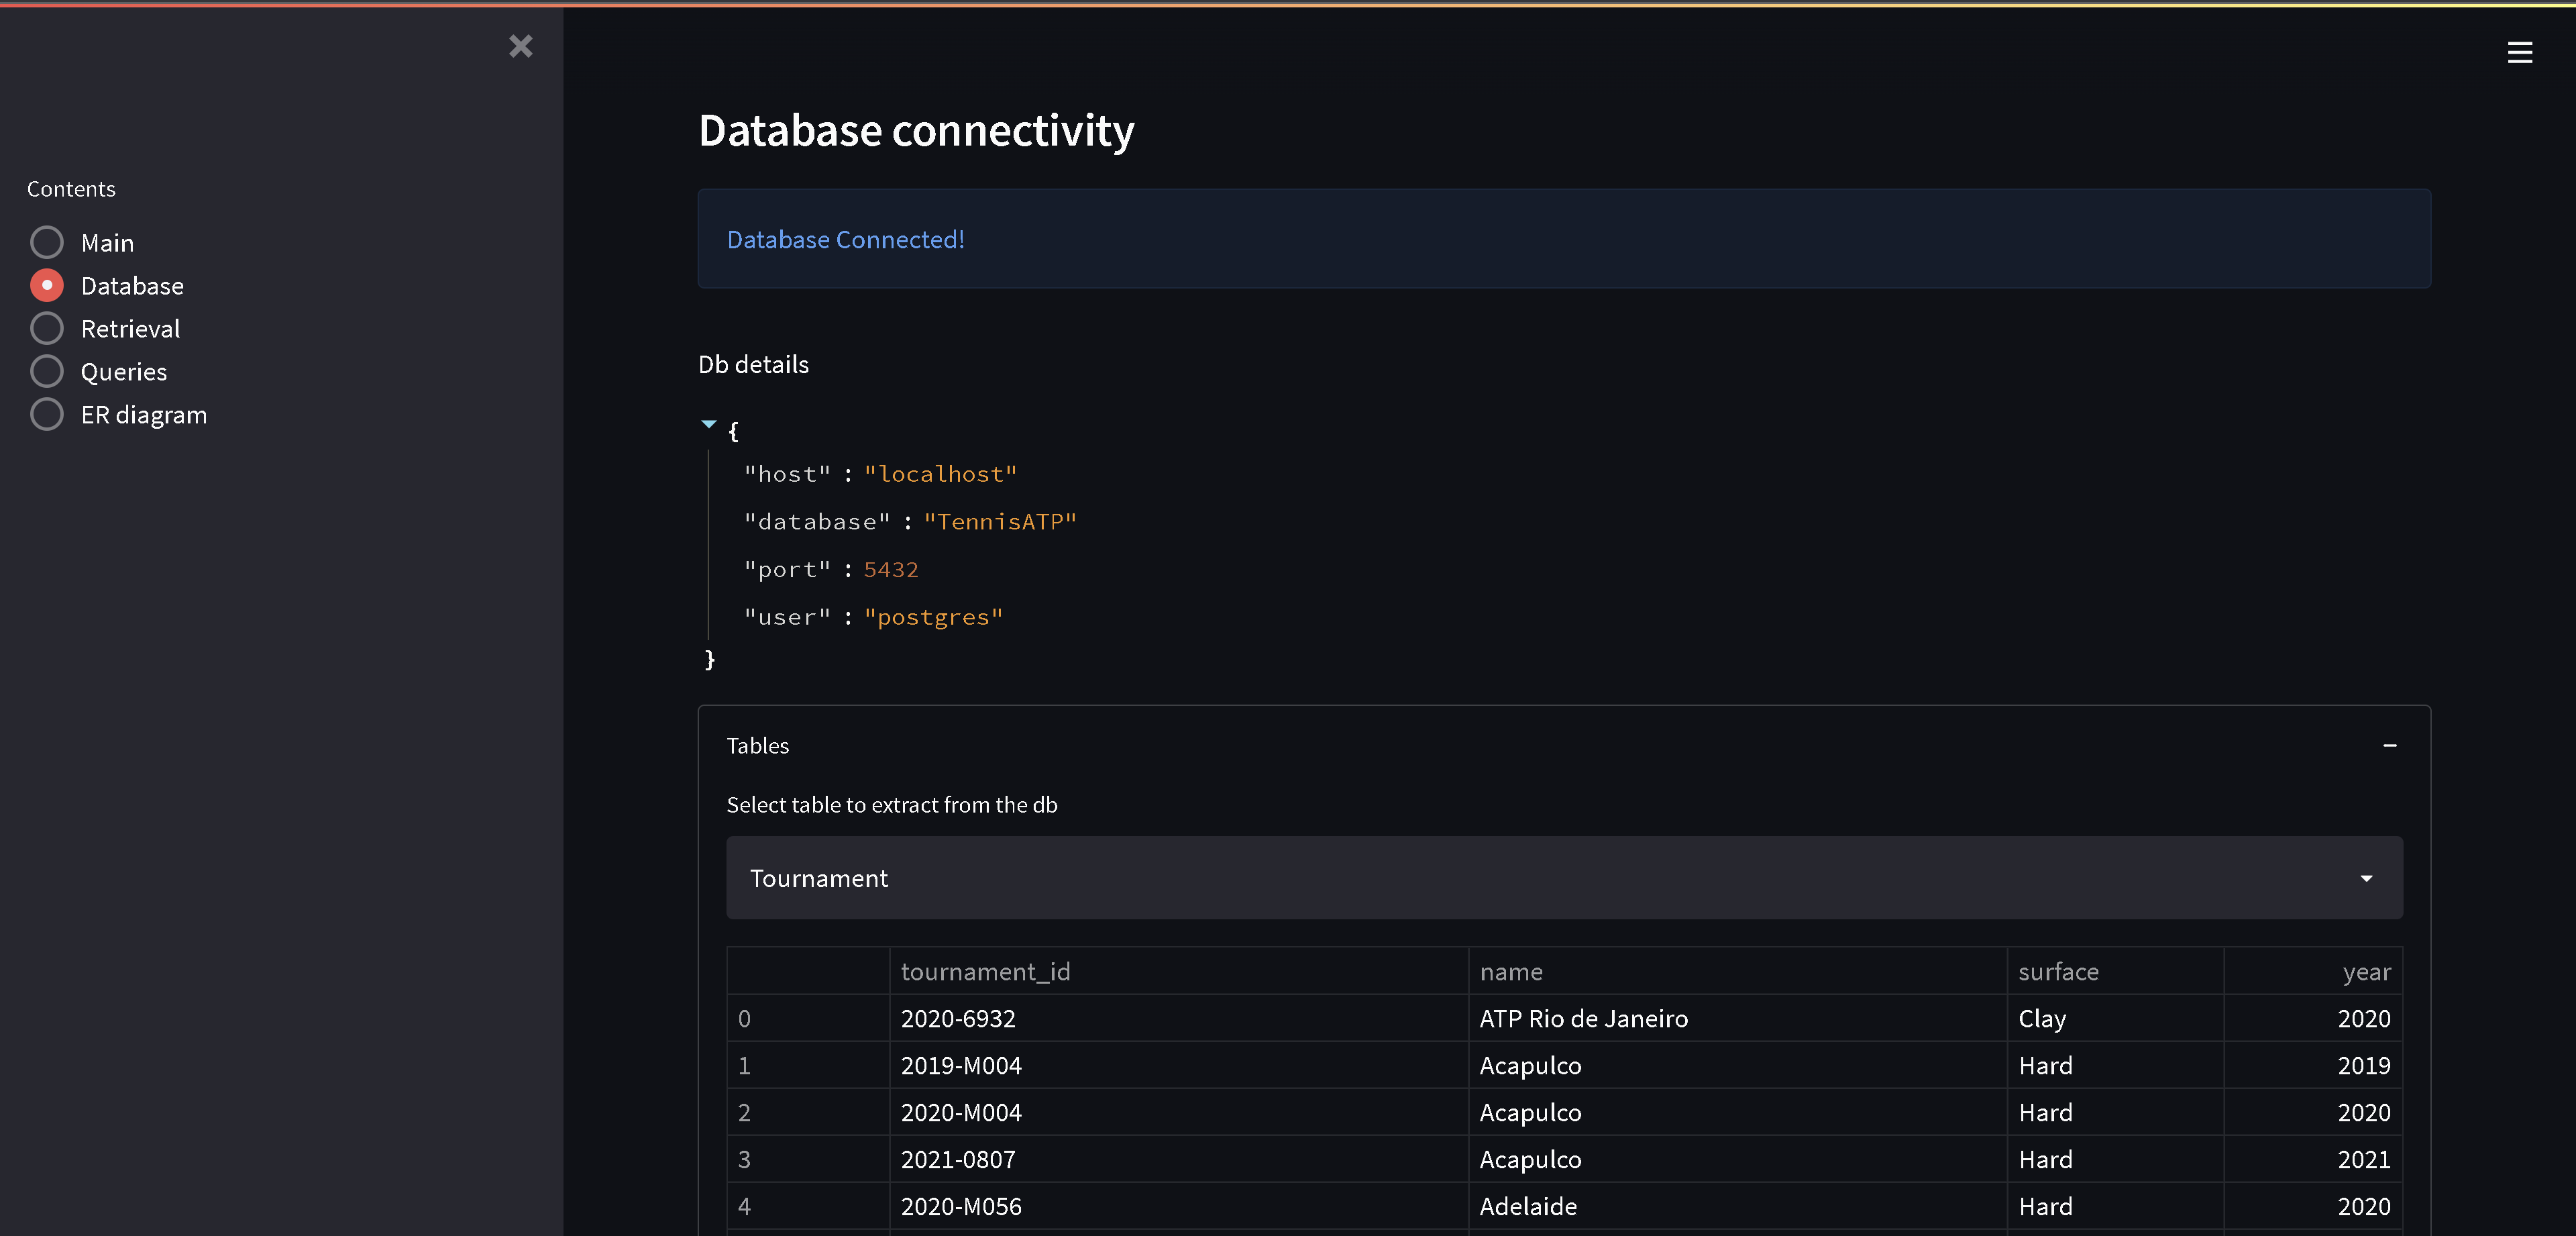 Contents
Main
Database
Retrieval
Queries
ER diagram
Database connectivity
Database Connected!
Db details
{
"host" : "localhost"
"database" : "TennisATP"
"port" : 5432
"user" : "postgres"
}
Tables
Select table to extract from the db
Tournament
tournament_id name surface year
0 2020-6932 ATP Rio de Janeiro Clay 2020
1 2019-M004 Acapulco Hard 2019
2 2020-M004 Acapulco Hard 2020
3 2021-0807 Acapulco Hard 2021
4 2020-M056 Adelaide Hard 2020